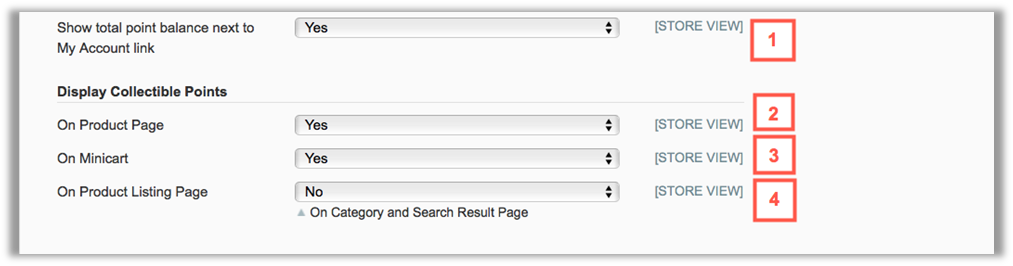 Show total point balance next to Yes [STORE VIEW] 1
My Account link
Display Collectible Points
On Product Page Yes [STORE VIEW] 2
On Minicart Yes [STORE VIEW] 3
On Product Listing Page No [STORE VIEW] 4
On Category and Search Result Page